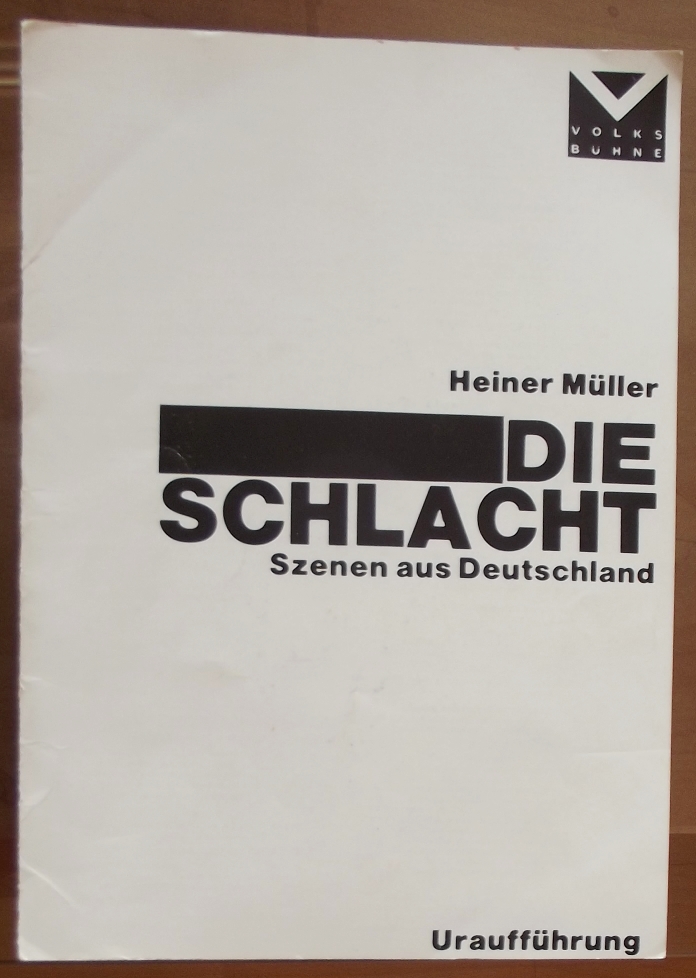 VOLKS
BÜHNE
Heiner Müller
DIE
SCHLACHT
Szenen aus Deutschland
Uraufführung